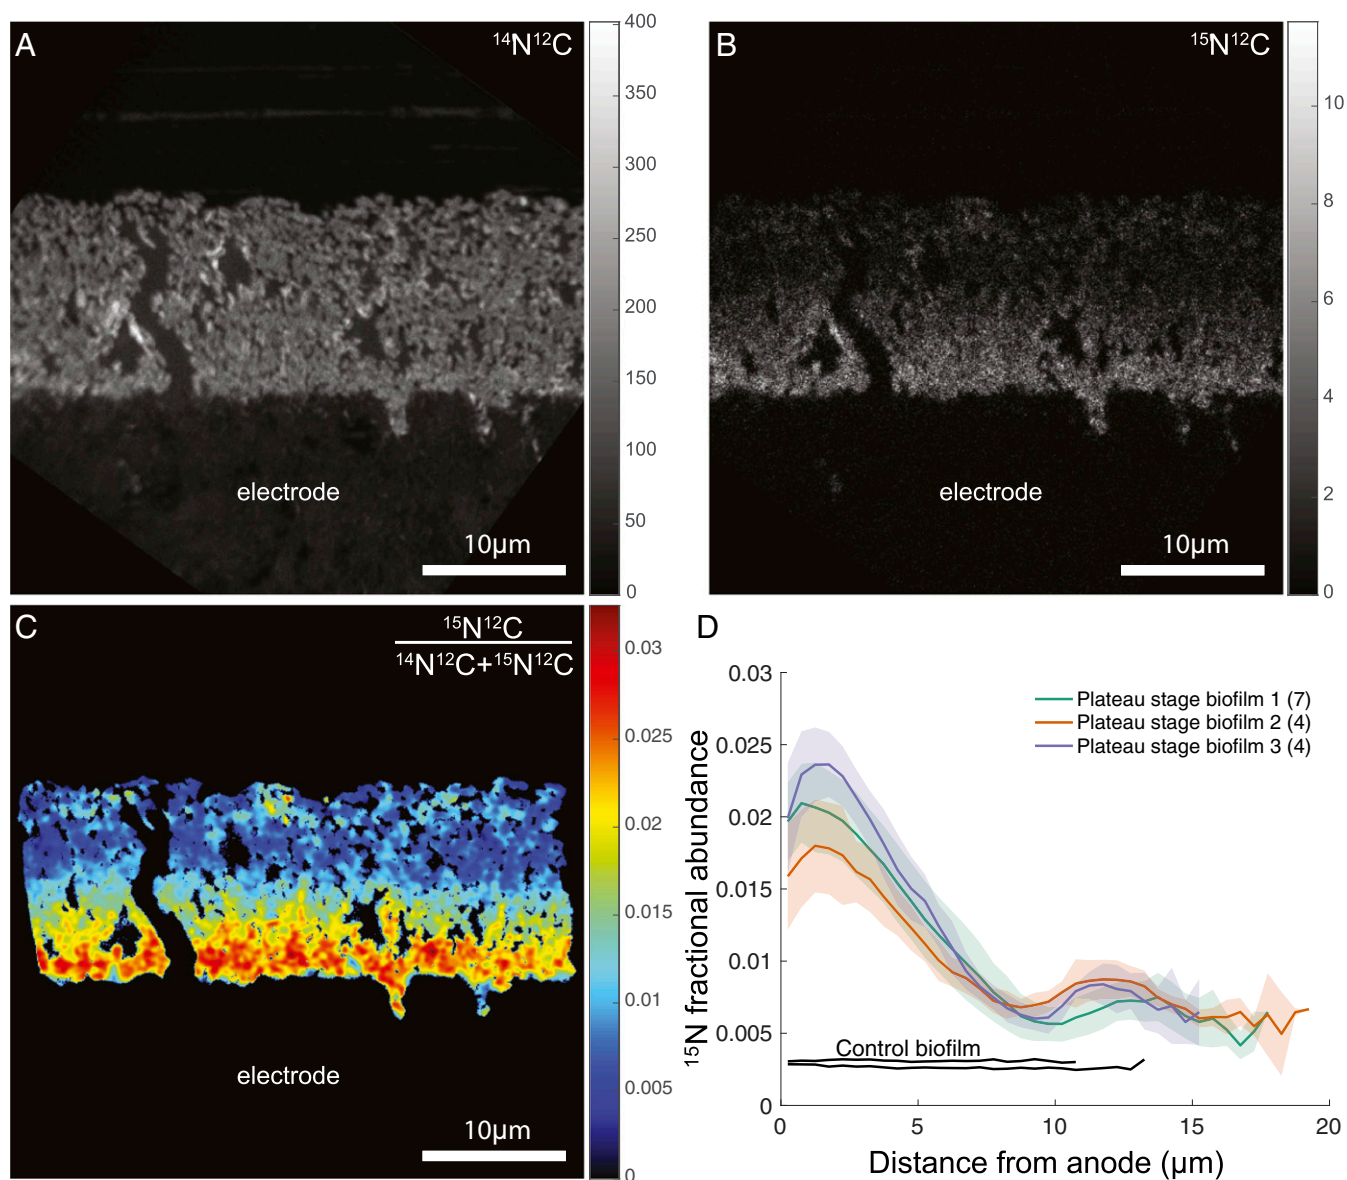 A
¹⁴N¹²C
400
350
300
250
200
150
100
50
0
electrode
10µm
B
¹⁵N¹²C
10
8
6
4
2
0
electrode
10µm
C
¹⁵N¹²C
¹⁴N¹²C+¹⁵N¹²C
0.03
0.025
0.02
0.015
0.01
0.005
0
electrode
10µm
D
0.03
0.025
0.02
0.015
0.01
0.005
0
¹⁵N fractional abundance
Plateau stage biofilm 1 (7)
Plateau stage biofilm 2 (4)
Plateau stage biofilm 3 (4)
Control biofilm
0 5 10 15 20
Distance from anode (µm)